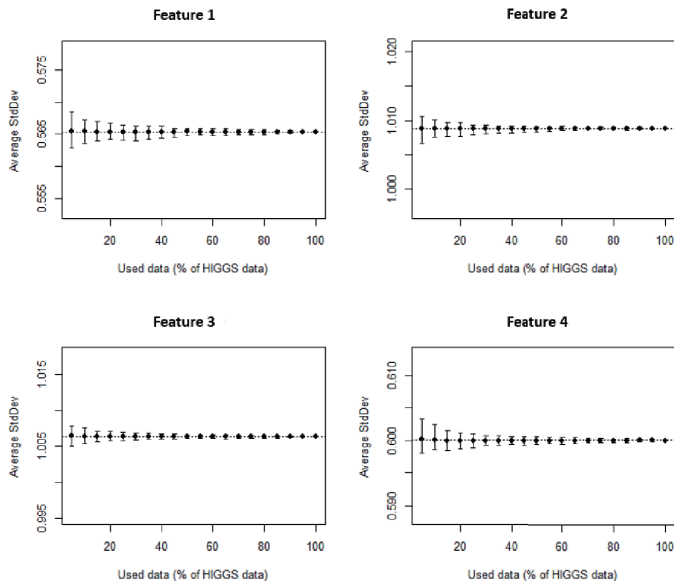 Feature 1
Average StdDev
0.575
0.565
0.555
20 40 60 80 100
Used data (% of HIGGS data)
Feature 2
Average StdDev
1.020
1.010
1.000
20 40 60 80 100
Used data (% of HIGGS data)
Feature 3
Average StdDev
1.015
1.005
0.995
20 40 60 80 100
Used data (% of HIGGS data)
Feature 4
Average StdDev
0.610
0.600
0.590
20 40 60 80 100
Used data (% of HIGGS data)